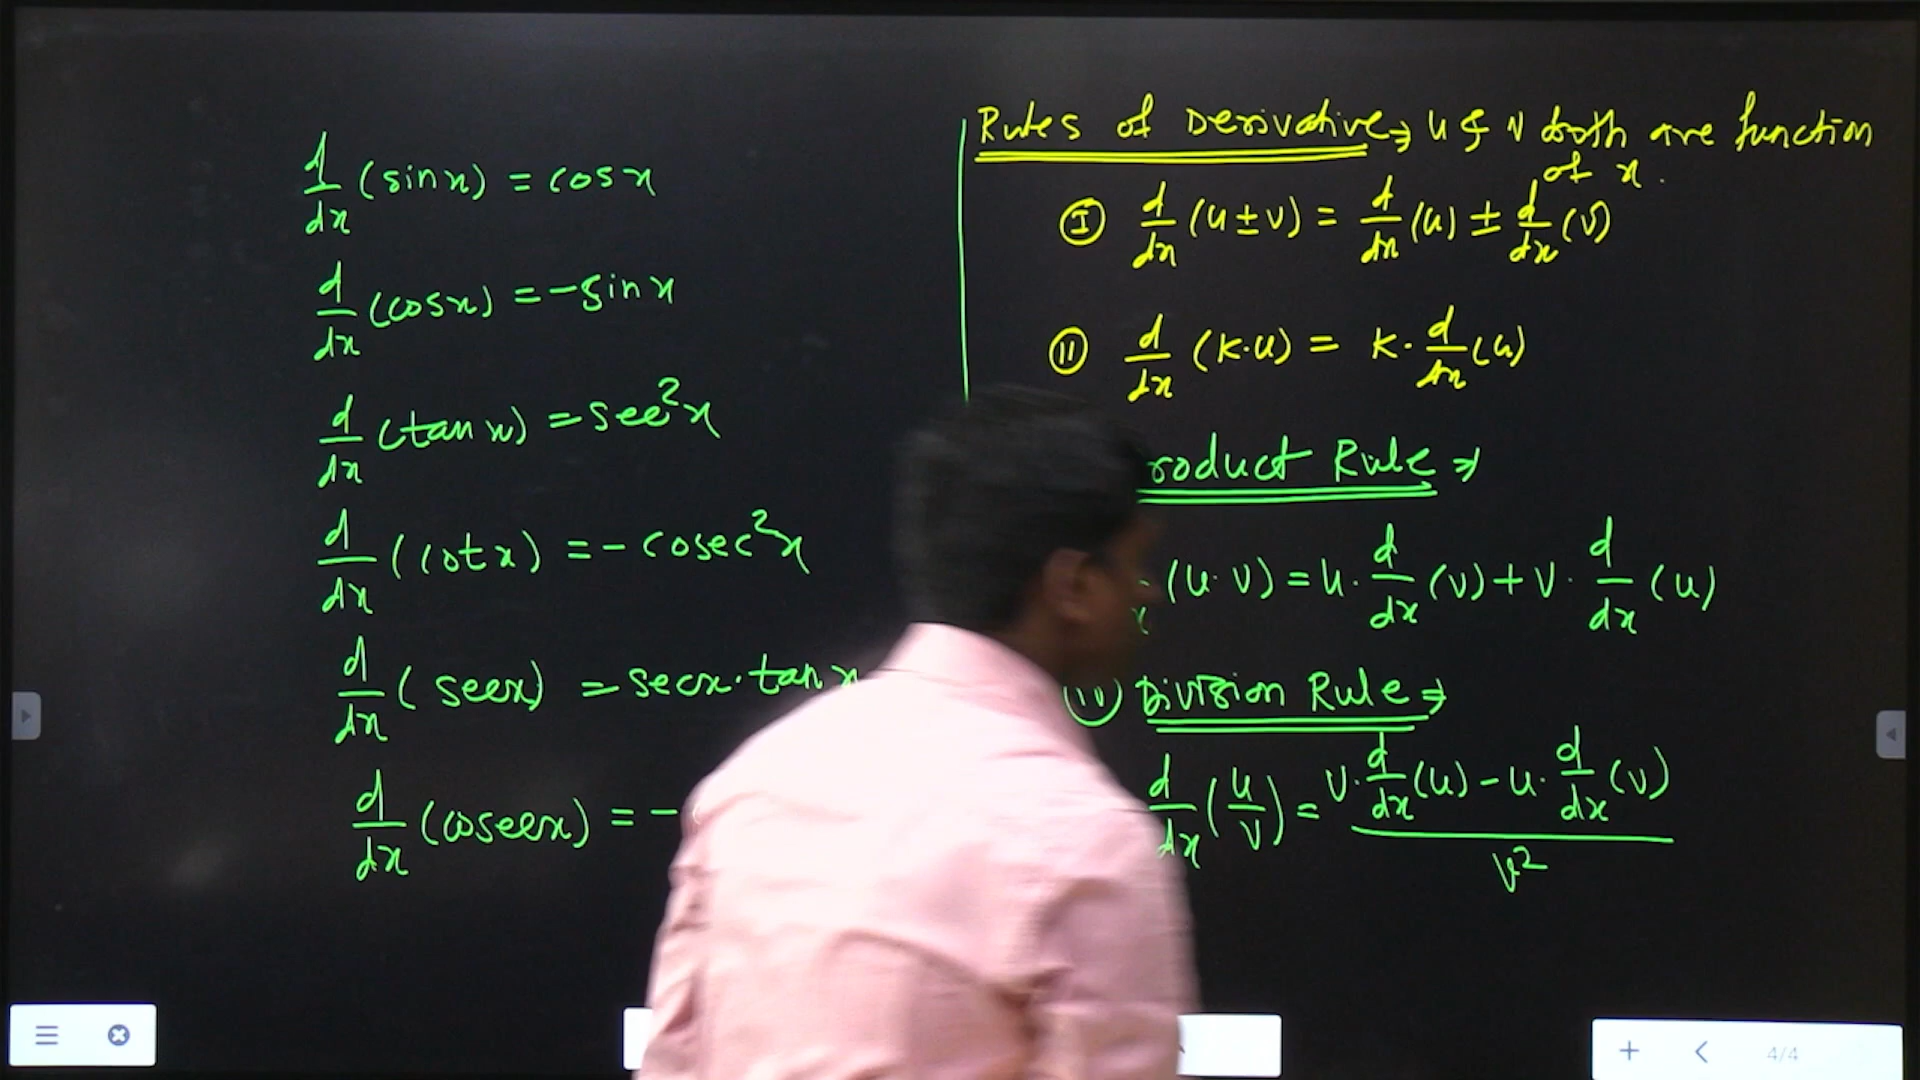 d/dx (sinx) = cosx
d/dx (cosx) = -sinx
d/dx (tanx) = sec²x
d/dx (cotx) = -cosec²x
d/dx (secx) = secx·tanx
d/dx (cosecx) = -
Rules of Derivative ⇒ u & v both are function
of x.
(I) d/dx (u ± v) = d/dx (u) ± d/dx (v)
(II) d/dx (K·u) = K· d/dx (u)
roduct Rule ⇒
x (u·v) = u· d/dx (v) + v· d/dx (u)
(IV) Division Rule ⇒
d/dx (u/v) = (v· d/dx (u) - u· d/dx (v)) / v²
4/4